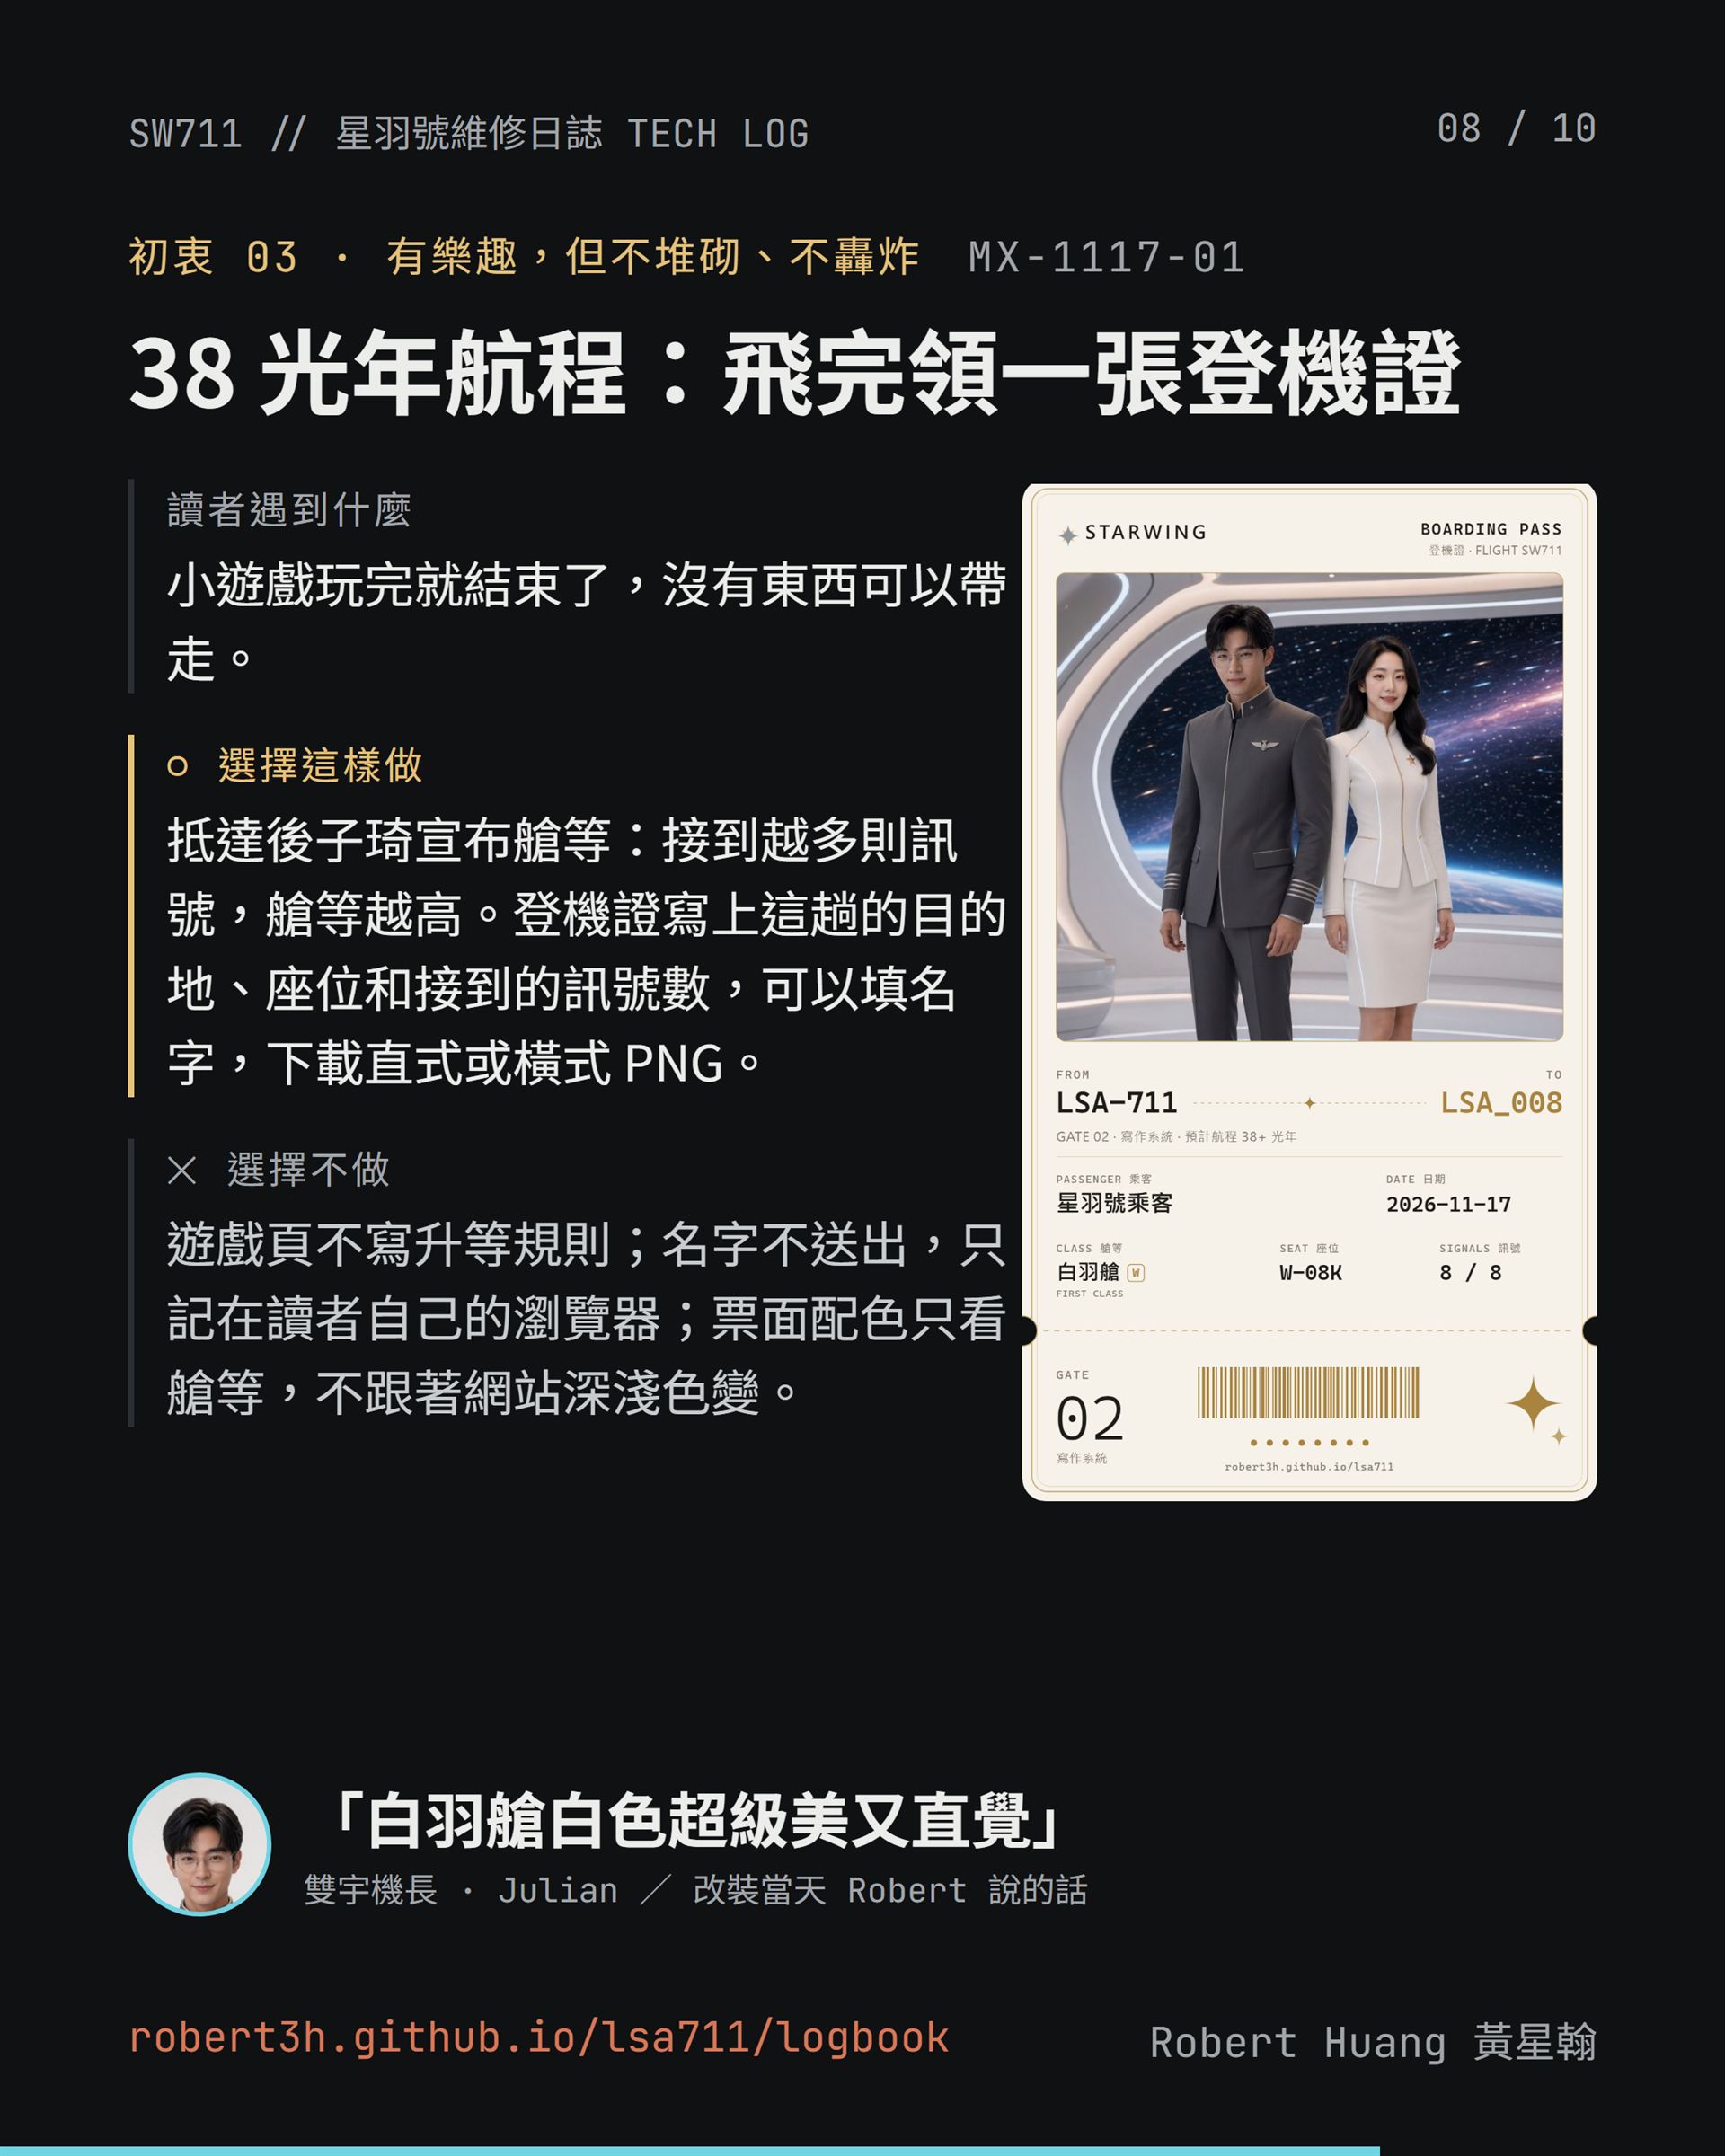 SW711 // 星羽號維修日誌 TECH LOG
08 / 10
初衷 03 · 有樂趣，但不堆砌、不轟炸 MX-1117-01
38 光年航程：飛完領一張登機證
讀者遇到什麼
小遊戲玩完就結束了，沒有東西可以帶
走。
○ 選擇這樣做
抵達後子琦宣布艙等：接到越多則訊
號，艙等越高。登機證寫上這趟的目的
地、座位和接到的訊號數，可以填名
字，下載直式或橫式 PNG。
╳ 選擇不做
遊戲頁不寫升等規則；名字不送出，只
記在讀者自己的瀏覽器；票面配色只看
艙等，不跟著網站深淺色變。
STARWING
BOARDING PASS
登機證 · FLIGHT SW711
FROM
TO
LSA-711
LSA_008
GATE 02 · 寫作系統 · 預計航程 38+ 光年
PASSENGER 乘客
DATE 日期
星羽號乘客
2026-11-17
CLASS 艙等
SEAT 座位
SIGNALS 訊號
白羽艙 W
W-08K
8 / 8
FIRST CLASS
GATE
02
寫作系統
robert3h.github.io/lsa711
「白羽艙白色超級美又直覺」
雙宇機長 · Julian ／ 改裝當天 Robert 說的話
robert3h.github.io/lsa711/logbook
Robert Huang 黃星翰